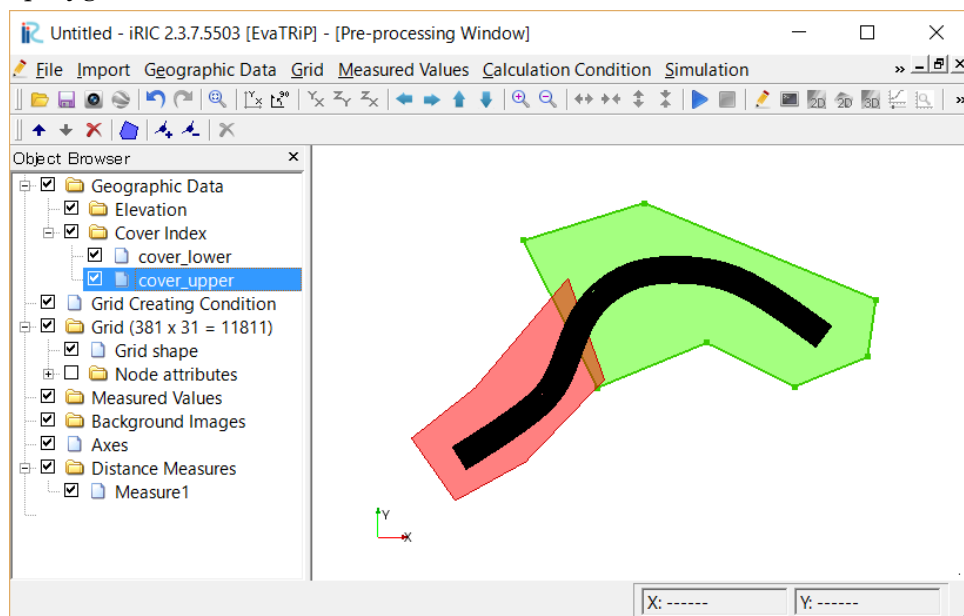 Untitled - iRIC 2.3.7.5503 [EvaTRiP] - [Pre-processing Window]
File Import Geographic Data Grid Measured Values Calculation Condition Simulation »
Object Browser
Geographic Data
Elevation
Cover Index
cover_lower
cover_upper
Grid Creating Condition
Grid (381 x 31 = 11811)
Grid shape
Node attributes
Measured Values
Background Images
Axes
Distance Measures
Measure1
Y
X
X: ------ Y: ------